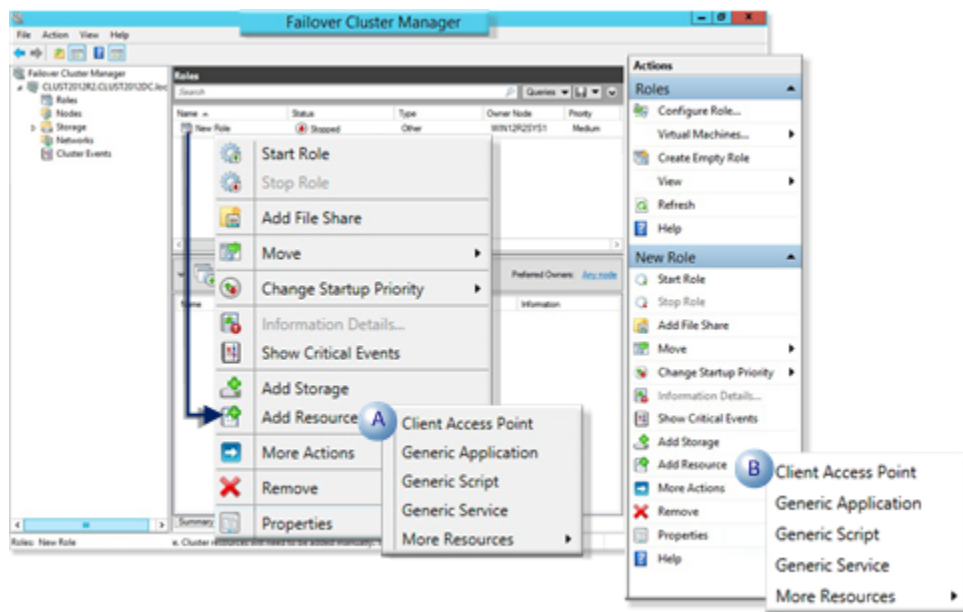 Failover Cluster Manager
File Action View Help
Failover Cluster Manager
CLUST2012R2.CLUST2012DC.loc
Roles
Nodes
Storage
Networks
Cluster Events
Roles
Search
Queries
Name Status Type Owner Node Priority
New Role Stopped Other WIN12R2SYS1 Medium
Start Role
Stop Role
Add File Share
Move
Change Startup Priority
Information Details...
Show Critical Events
Add Storage
Add Resource
More Actions
Remove
Properties
A
Client Access Point
Generic Application
Generic Script
Generic Service
More Resources
Preferred Owners: Any node
Name
Information
Summary
Roles: New Role
Actions
Roles
Configure Role...
Virtual Machines...
Create Empty Role
View
Refresh
Help
New Role
Start Role
Stop Role
Add File Share
Move
Change Startup Priority
Information Details...
Show Critical Events
Add Storage
Add Resource
More Actions
Remove
Properties
Help
B
Client Access Point
Generic Application
Generic Script
Generic Service
More Resources